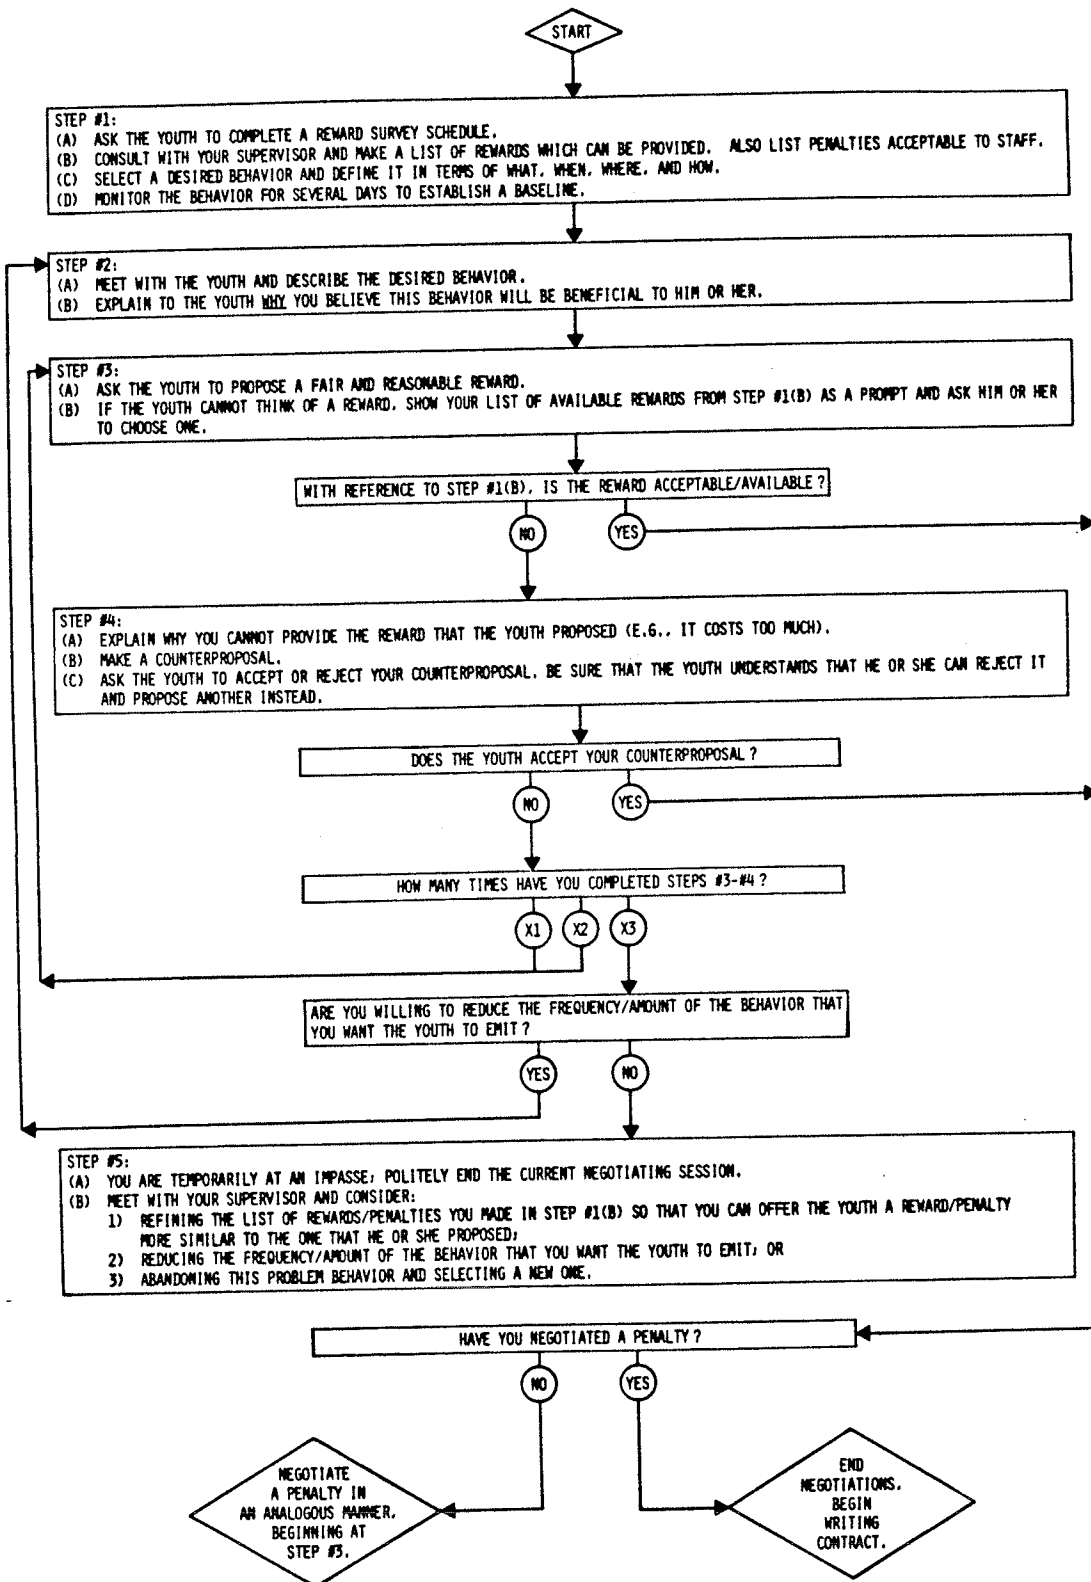 START
STEP #1:
(A) ASK THE YOUTH TO COMPLETE A REWARD SURVEY SCHEDULE.
(B) CONSULT WITH YOUR SUPERVISOR AND MAKE A LIST OF REWARDS WHICH CAN BE PROVIDED. ALSO LIST PENALTIES ACCEPTABLE TO STAFF.
(C) SELECT A DESIRED BEHAVIOR AND DEFINE IT IN TERMS OF WHAT, WHEN, WHERE, AND HOW.
(D) MONITOR THE BEHAVIOR FOR SEVERAL DAYS TO ESTABLISH A BASELINE.
STEP #2:
(A) MEET WITH THE YOUTH AND DESCRIBE THE DESIRED BEHAVIOR.
(B) EXPLAIN TO THE YOUTH WHY YOU BELIEVE THIS BEHAVIOR WILL BE BENEFICIAL TO HIM OR HER.
STEP #3:
(A) ASK THE YOUTH TO PROPOSE A FAIR AND REASONABLE REWARD.
(B) IF THE YOUTH CANNOT THINK OF A REWARD, SHOW YOUR LIST OF AVAILABLE REWARDS FROM STEP #1(B) AS A PROMPT AND ASK HIM OR HER
TO CHOOSE ONE.
WITH REFERENCE TO STEP #1(B), IS THE REWARD ACCEPTABLE/AVAILABLE?
NO YES
STEP #4:
(A) EXPLAIN WHY YOU CANNOT PROVIDE THE REWARD THAT THE YOUTH PROPOSED (E.G., IT COSTS TOO MUCH).
(B) MAKE A COUNTERPROPOSAL.
(C) ASK THE YOUTH TO ACCEPT OR REJECT YOUR COUNTERPROPOSAL. BE SURE THAT THE YOUTH UNDERSTANDS THAT HE OR SHE CAN REJECT IT
AND PROPOSE ANOTHER INSTEAD.
DOES THE YOUTH ACCEPT YOUR COUNTERPROPOSAL?
NO YES
HOW MANY TIMES HAVE YOU COMPLETED STEPS #3-#4?
X1 X2 X3
ARE YOU WILLING TO REDUCE THE FREQUENCY/AMOUNT OF THE BEHAVIOR THAT
YOU WANT THE YOUTH TO EMIT?
YES NO
STEP #5:
(A) YOU ARE TEMPORARILY AT AN IMPASSE; POLITELY END THE CURRENT NEGOTIATING SESSION.
(B) MEET WITH YOUR SUPERVISOR AND CONSIDER:
1) REFINING THE LIST OF REWARDS/PENALTIES YOU MADE IN STEP #1(B) SO THAT YOU CAN OFFER THE YOUTH A REWARD/PENALTY
MORE SIMILAR TO THE ONE THAT HE OR SHE PROPOSED;
2) REDUCING THE FREQUENCY/AMOUNT OF THE BEHAVIOR THAT YOU WANT THE YOUTH TO EMIT; OR
3) ABANDONING THIS PROBLEM BEHAVIOR AND SELECTING A NEW ONE.
HAVE YOU NEGOTIATED A PENALTY?
NO YES
NEGOTIATE
A PENALTY IN
AN ANALOGOUS MANNER,
BEGINNING AT
STEP #3.
END
NEGOTIATIONS.
BEGIN
WRITING
CONTRACT.